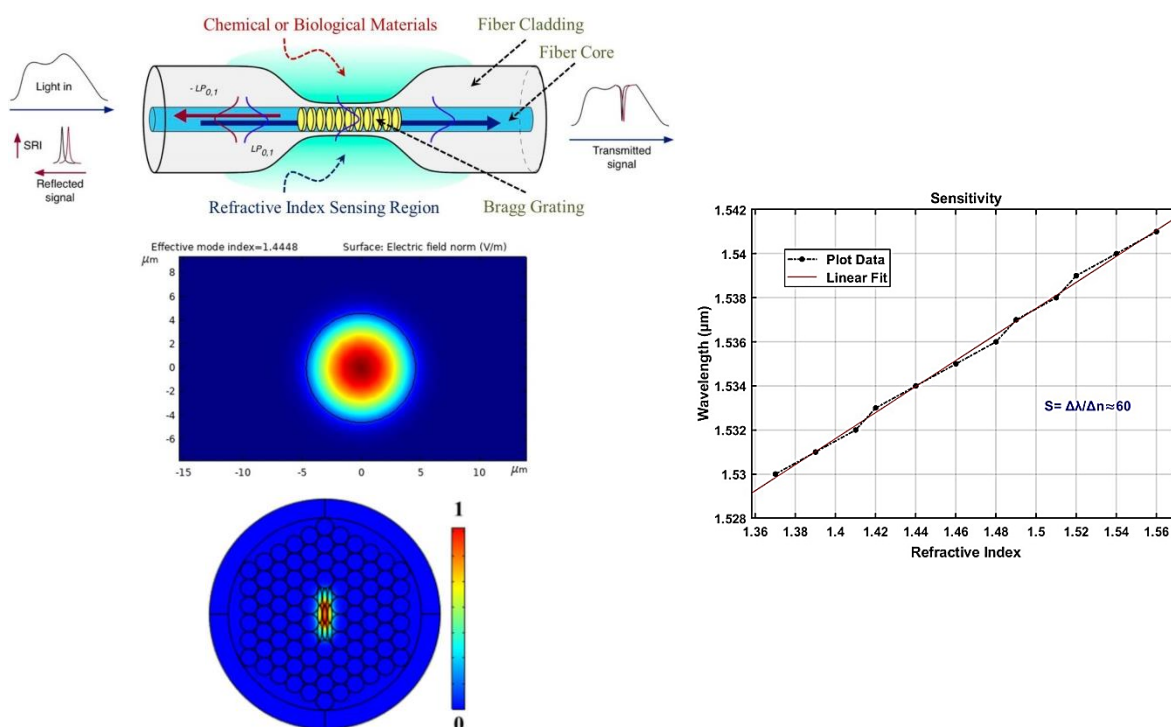 Chemical or Biological Materials
Fiber Cladding
Fiber Core
Light in
- LP0,1
LP0,1
SRI
Reflected
signal
Transmitted
signal
Refractive Index Sensing Region
Bragg Grating
Effective mode index=1.4448
Surface: Electric field norm (V/m)
μm
8
6
4
2
0
-2
-4
-6
-15
-10
-5
0
5
10
μm
1
0
Sensitivity
1.542
1.54
1.538
1.536
1.534
1.532
1.53
1.528
Wavelength (μm)
Plot Data
Linear Fit
S= Δλ/Δn≈60
1.36
1.38
1.4
1.42
1.44
1.46
1.48
1.5
1.52
1.54
1.56
Refractive Index